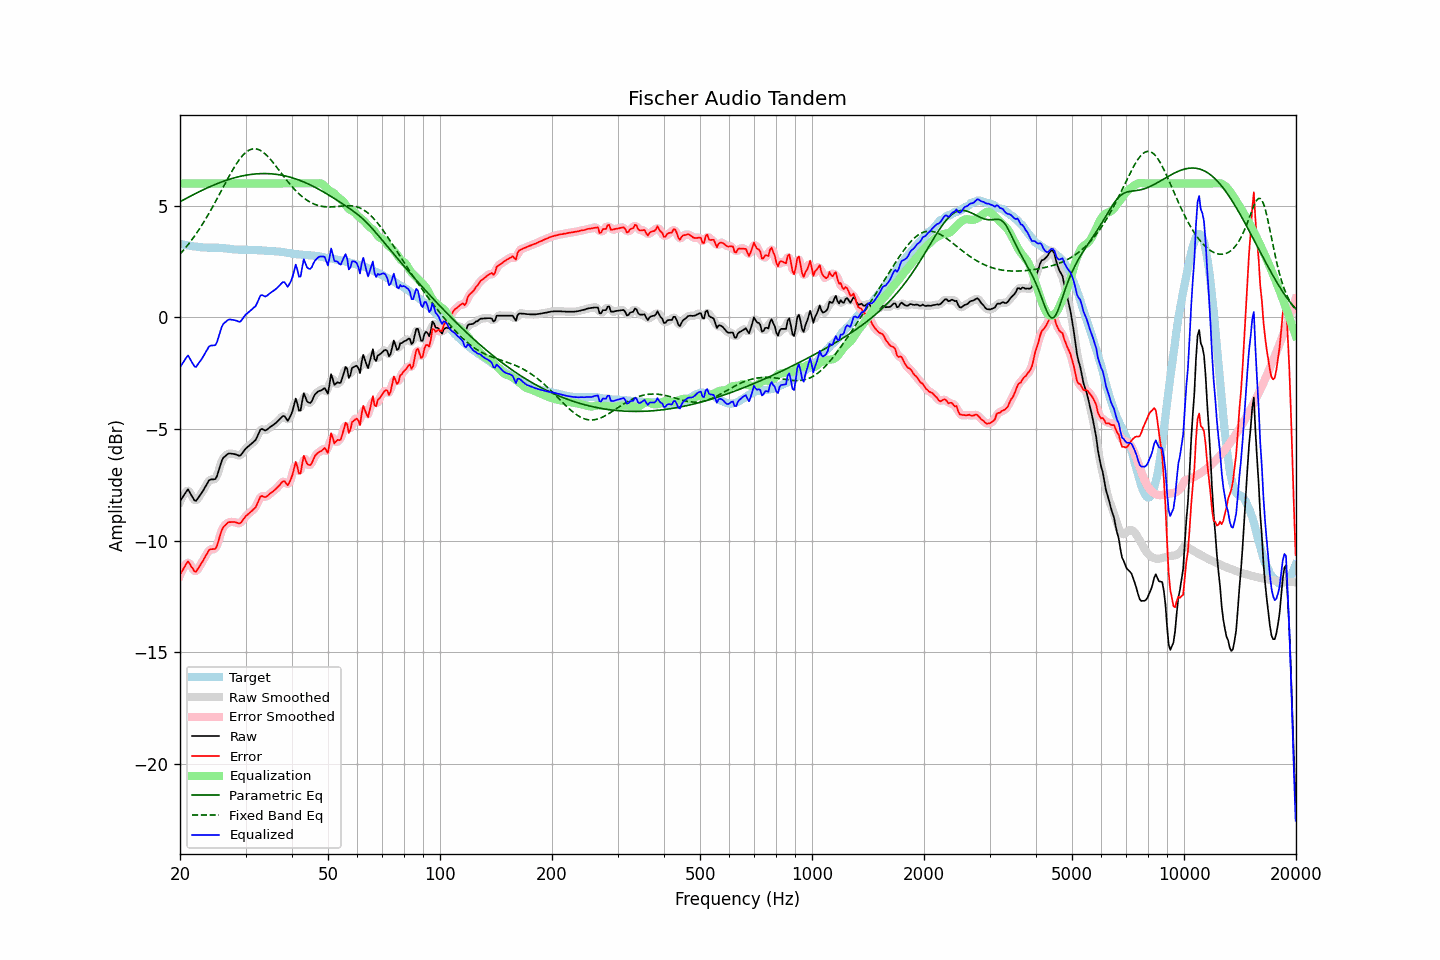 Fischer Audio Tandem
Amplitude (dBr)
5
0
−5
−10
−15
−20
Target
Raw Smoothed
Error Smoothed
Raw
Error
Equalization
Parametric Eq
Fixed Band Eq
Equalized
20 50 100 200 500 1000 2000 5000 10000 20000
Frequency (Hz)